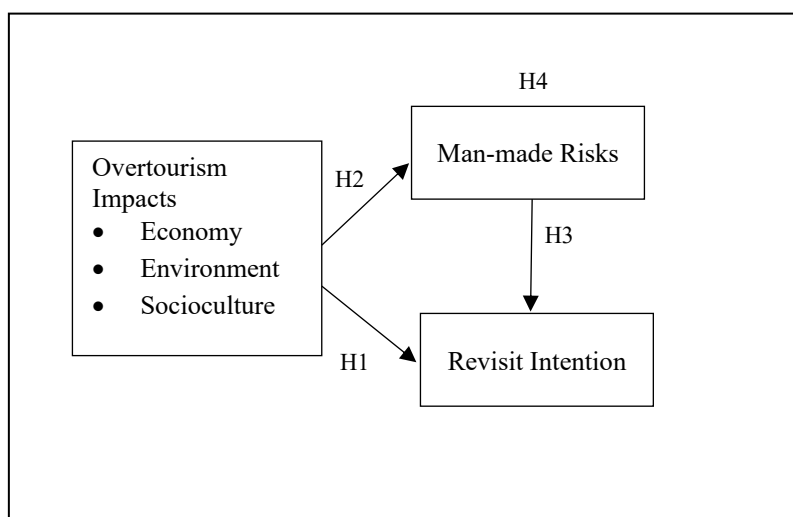 H4
Man-made Risks
Overtourism
Impacts
• Economy
• Environment
• Socioculture
H2
H3
H1
Revisit Intention